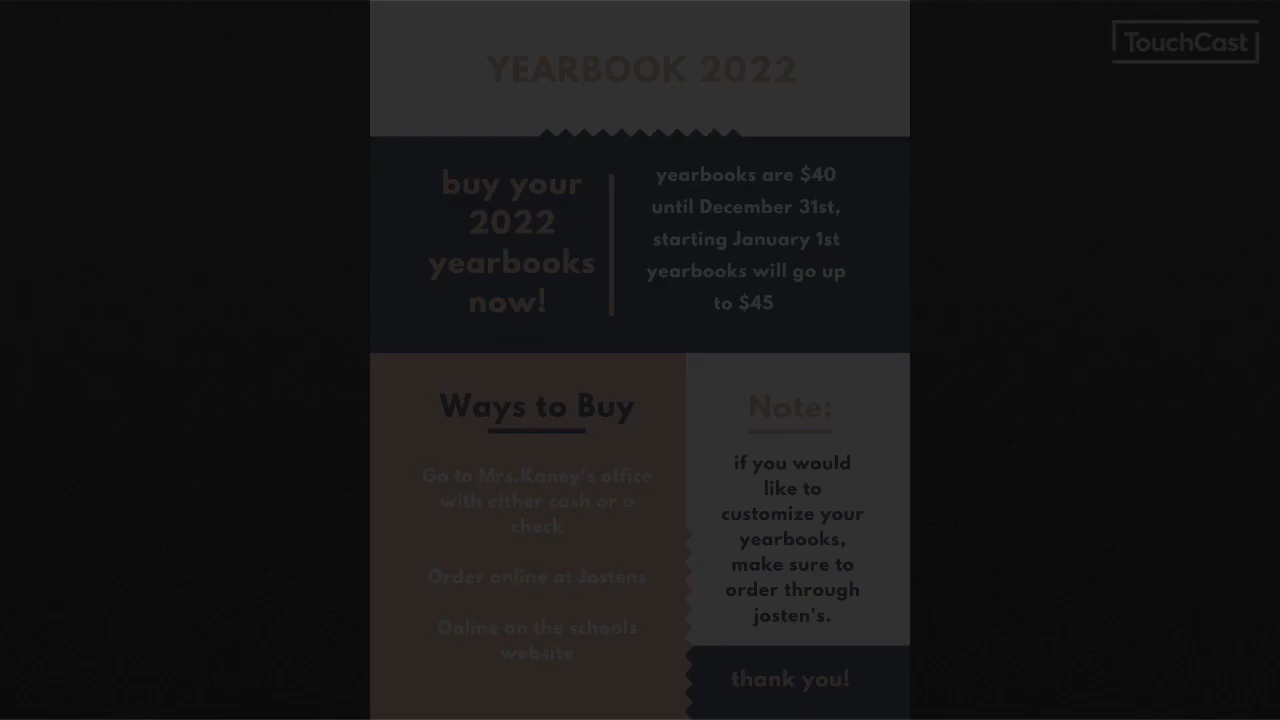 TouchCast
YEARBOOK 2022
buy your
2022
yearbooks
now!
yearbooks are $40
until December 31st,
starting January 1st
yearbooks will go up
to $45
Ways to Buy
Go to Mrs.Kaney's office
with either cash or a
check
Order online at Jostens
Online on the schools
website
Note:
if you would
like to
customize your
yearbooks,
make sure to
order through
josten's.
thank you!